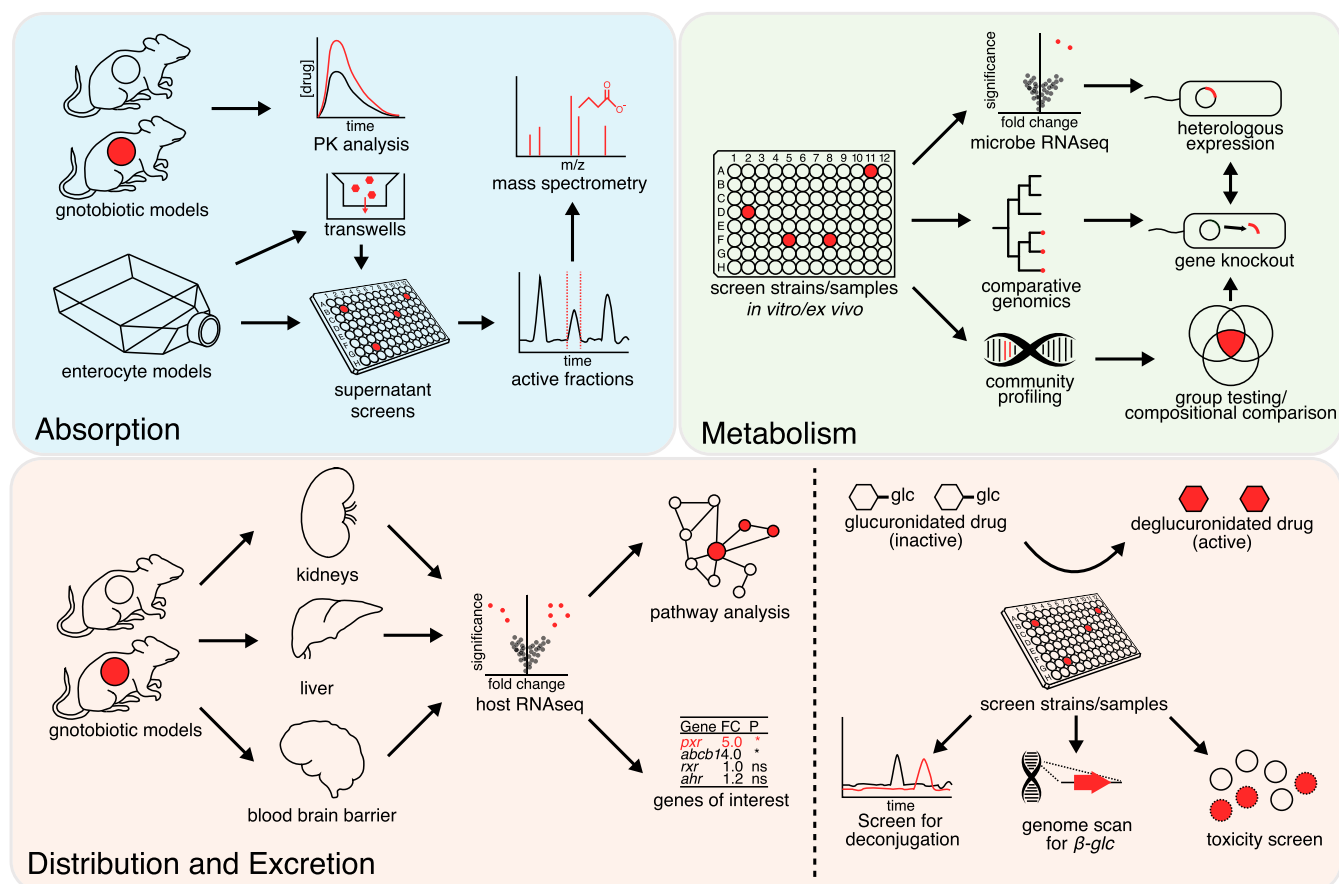 [drug]
time
PK analysis
gnotobiotic models
transwells
enterocyte models
supernatant
screens
time
active fractions
m/z
mass spectrometry
O
O-
Absorption
1 2 3 4 5 6 7 8 9 10 11 12
A
B
C
D
E
F
G
H
screen strains/samples
in vitro/ex vivo
significance
fold change
microbe RNAseq
comparative
genomics
community
profiling
heterologous
expression
gene knockout
group testing/
compositional comparison
Metabolism
gnotobiotic models
kidneys
liver
blood brain barrier
significance
fold change
host RNAseq
pathway analysis
Gene FC P
pxr 5.0 *
abcb1 4.0 *
rxr 1.0 ns
ahr 1.2 ns
genes of interest
Distribution and Excretion
glc
glc
glucuronidated drug
(inactive)
deglucuronidated drug
(active)
screen strains/samples
time
Screen for
deconjugation
genome scan
for β-glc
toxicity screen